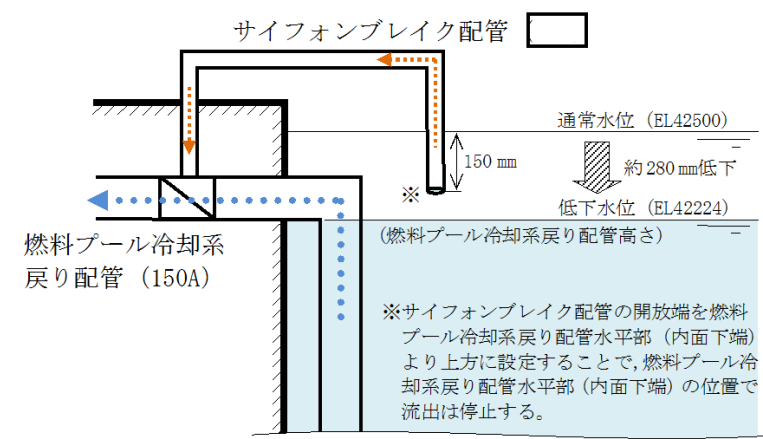 サイフォンブレイク配管
通常水位（EL42500）
150 mm
約280㎜低下
※
低下水位（EL42224）
燃料プール冷却系
戻り配管（150A）
(燃料プール冷却系戻り配管高さ)
※サイフォンブレイク配管の開放端を燃料
プール冷却系戻り配管水平部（内面下端）
より上方に設定することで,燃料プール冷
却系戻り配管水平部（内面下端）の位置で
流出は停止する。